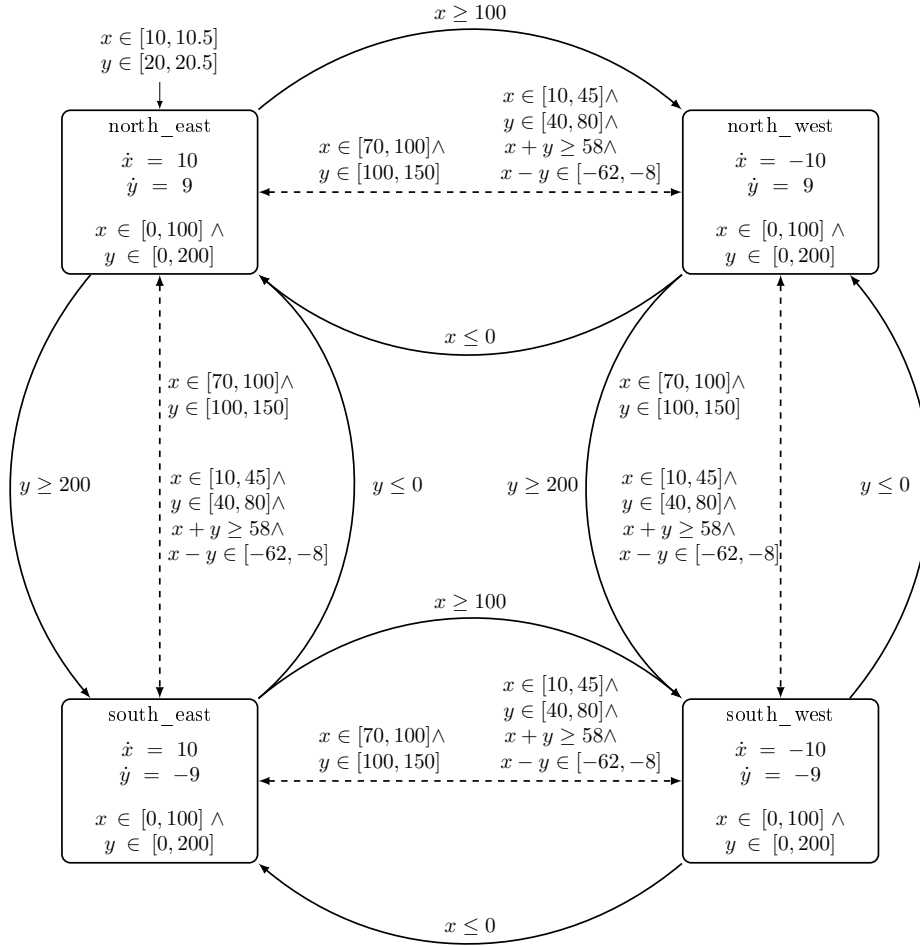 x ≥ 100
x ∈ [10, 10.5]
y ∈ [20, 20.5]
north_east
ẋ = 10
ẏ = 9
x ∈ [0, 100] ∧
y ∈ [0, 200]
x ∈ [70, 100]∧
y ∈ [100, 150]
x ∈ [10, 45]∧
y ∈ [40, 80]∧
x + y ≥ 58∧
x − y ∈ [−62, −8]
north_west
ẋ = −10
ẏ = 9
x ∈ [0, 100] ∧
y ∈ [0, 200]
x ≤ 0
x ∈ [70, 100]∧
y ∈ [100, 150]
x ∈ [70, 100]∧
y ∈ [100, 150]
y ≥ 200
x ∈ [10, 45]∧
y ∈ [40, 80]∧
x + y ≥ 58∧
x − y ∈ [−62, −8]
y ≤ 0
y ≥ 200
x ∈ [10, 45]∧
y ∈ [40, 80]∧
x + y ≥ 58∧
x − y ∈ [−62, −8]
y ≤ 0
x ≥ 100
south_east
ẋ = 10
ẏ = −9
x ∈ [0, 100] ∧
y ∈ [0, 200]
x ∈ [70, 100]∧
y ∈ [100, 150]
x ∈ [10, 45]∧
y ∈ [40, 80]∧
x + y ≥ 58∧
x − y ∈ [−62, −8]
south_west
ẋ = −10
ẏ = −9
x ∈ [0, 100] ∧
y ∈ [0, 200]
x ≤ 0